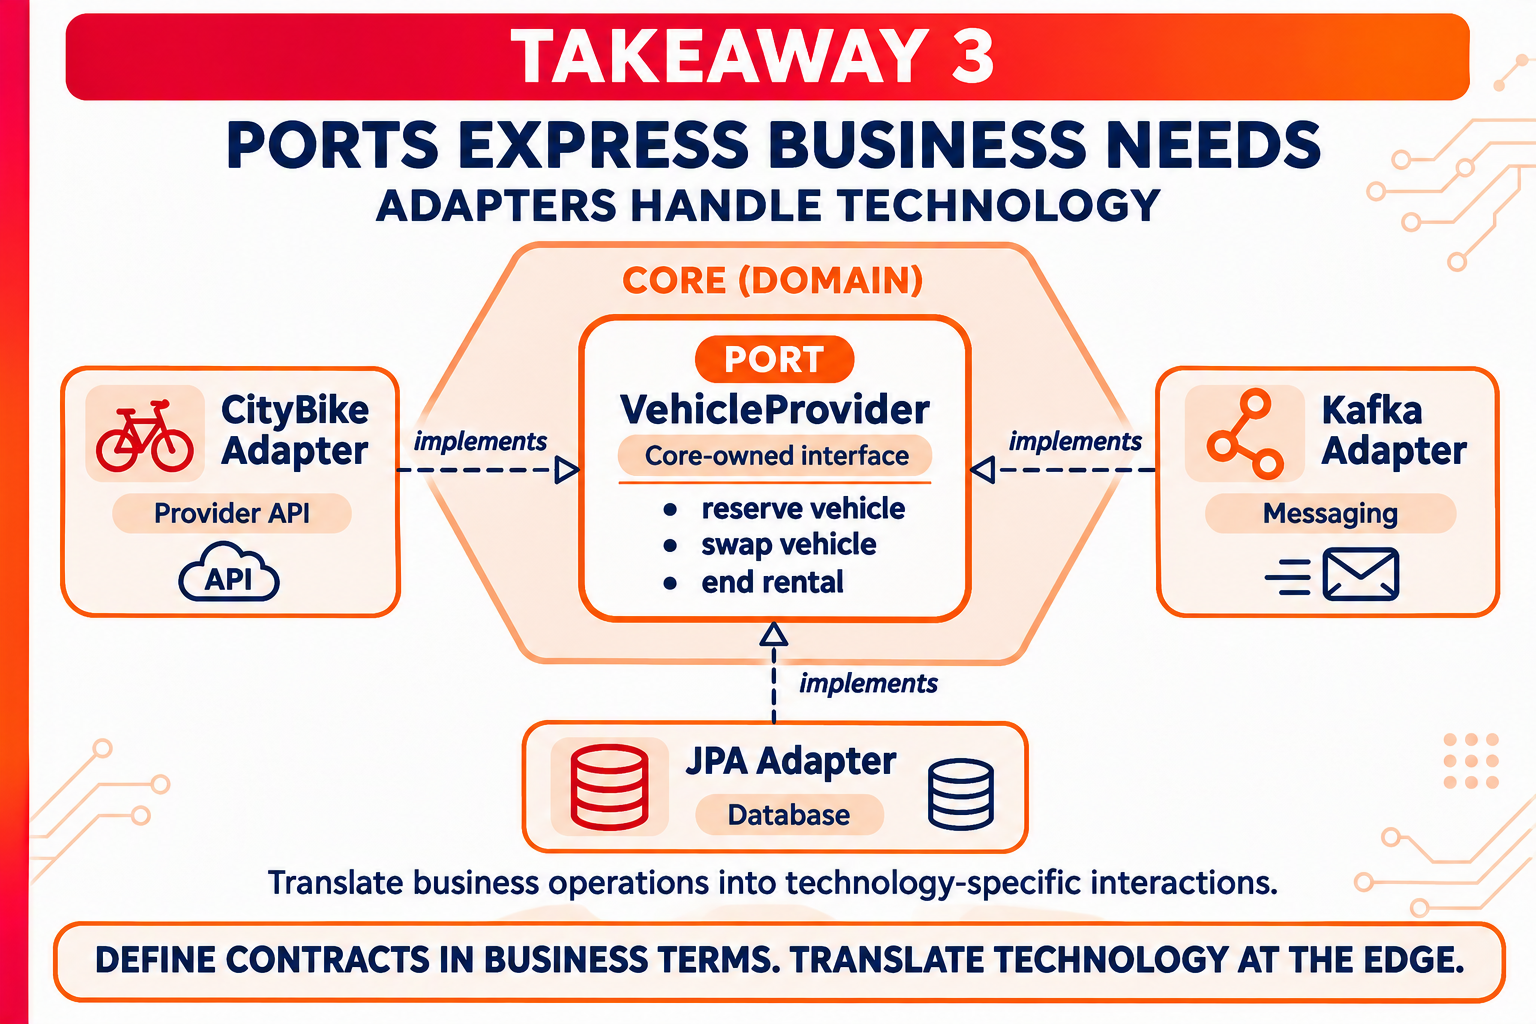 TAKEAWAY 3
PORTS EXPRESS BUSINESS NEEDS
ADAPTERS HANDLE TECHNOLOGY
CORE (DOMAIN)
PORT
VehicleProvider
Core-owned interface
• reserve vehicle
• swap vehicle
• end rental
CityBike
Adapter
Provider API
API
implements
implements
Kafka
Adapter
Messaging
implements
JPA Adapter
Database
Translate business operations into technology-specific interactions.
DEFINE CONTRACTS IN BUSINESS TERMS. TRANSLATE TECHNOLOGY AT THE EDGE.